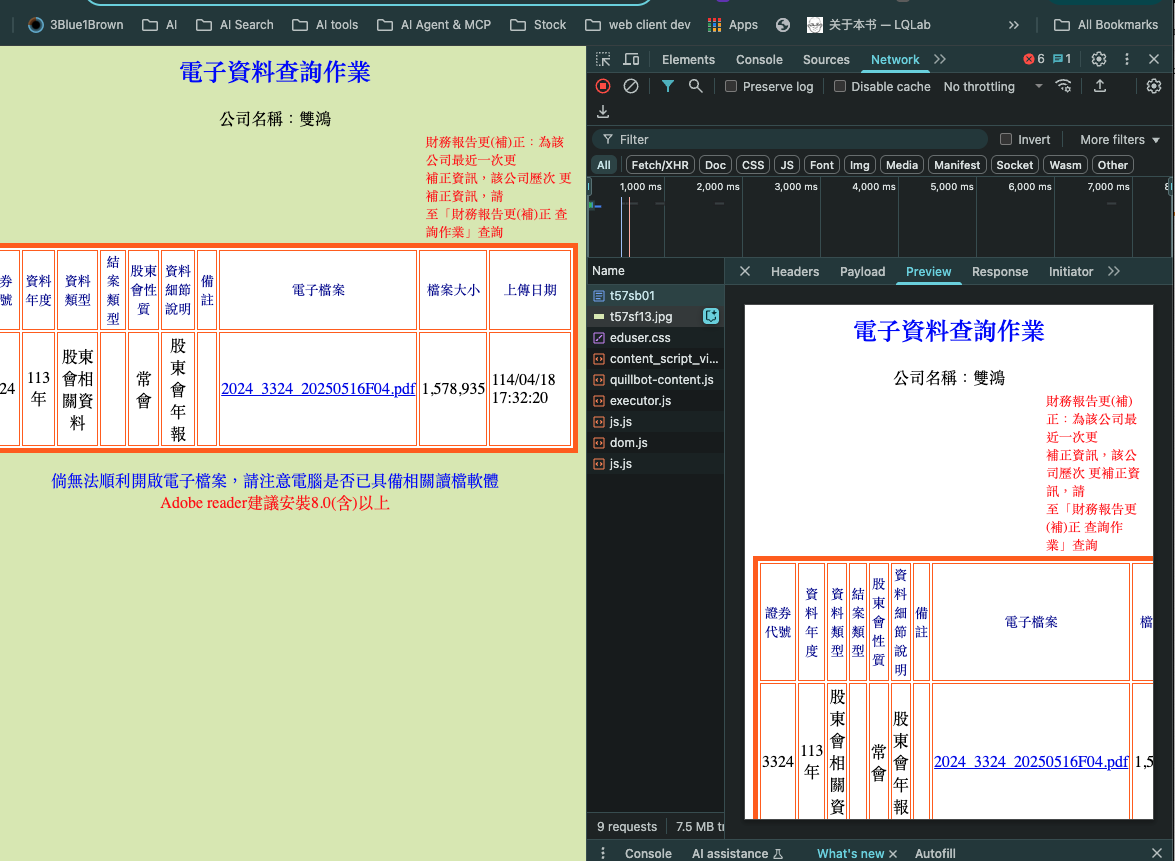 3Blue1Brown
AI
AI Search
AI tools
AI Agent & MCP
Stock
web client dev
Apps
关于本书 — LQLab
»
All Bookmarks
電子資料查詢作業
公司名稱：雙鴻
財務報告更(補)正：為該
公司最近一次更
補正資訊，該公司歷次 更
補正資訊，請
至「財務報告更(補)正 查
詢作業」查詢
券
號
資料
年度
資料
類型
結
案
類
型
股東
會性
質
資料
細節
說明
備
註
電子檔案
檔案大小
上傳日期
24
113
年
股東
會相
關資
料
常
會
股
東
會
年
報
2024_3324_20250516F04.pdf
1,578,935
114/04/18
17:32:20
倘無法順利開啟電子檔案，請注意電腦是否已具備相關讀檔軟體
Adobe reader建議安裝8.0(含)以上
Elements
Console
Sources
Network
»
6
1
Preserve log
Disable cache
No throttling
Filter
Invert
More filters
All
Fetch/XHR
Doc
CSS
JS
Font
Img
Media
Manifest
Socket
Wasm
Other
1,000 ms
2,000 ms
3,000 ms
4,000 ms
5,000 ms
6,000 ms
7,000 ms
Name
t57sb01
t57sf13.jpg
eduser.css
content_script_vi...
quillbot-content.js
executor.js
js.js
dom.js
js.js
9 requests
7.5 MB
Headers
Payload
Preview
Response
Initiator
»
電子資料查詢作業
公司名稱：雙鴻
財務報告更(補)
正：為該公司最
近一次更
補正資訊，該公
司歷次 更補正資
訊，請
至「財務報告更
(補)正 查詢作
業」查詢
證券
代號
資
料
年
度
資
料
類
型
結
案
類
型
股
東
會
性
質
資
料
細
節
說
明
備
註
電子檔案
檔
3324
113
年
股
東
會
相
關
資
常
會
股
東
會
年
報
2024_3324_20250516F04.pdf
1,5
Console
AI assistance
What's new
Autofill